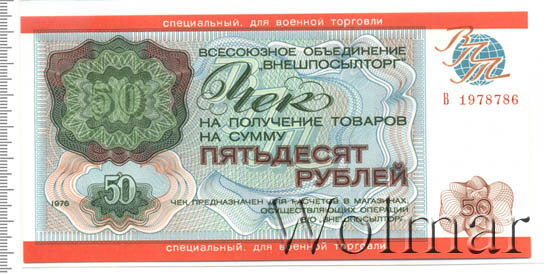 СПЕЦИАЛЬНЫЙ. ДЛЯ ВОЕННОЙ ТОРГОВЛИ
ВСЕСОЮЗНОЕ ОБЪЕДИНЕНИЕ
„ВНЕШПОСЫЛТОРГ"
ВПТ
В 1978786
50
Чек
НА ПОЛУЧЕНИЕ ТОВАРОВ
НА СУММУ
ПЯТЬДЕСЯТ
РУБЛЕЙ
50
1976
ЧЕК ПРЕДНАЗНАЧЕН ДЛЯ РАСЧЕТОВ В МАГАЗИНАХ,
ОСУЩЕСТВЛЯЮЩИХ ОПЕРАЦИИ
В/О „ВНЕШПОСЫЛТОРГ"
50
СПЕЦИАЛЬНЫЙ. ДЛЯ ВОЕННОЙ ТОРГОВЛИ
Wolmar